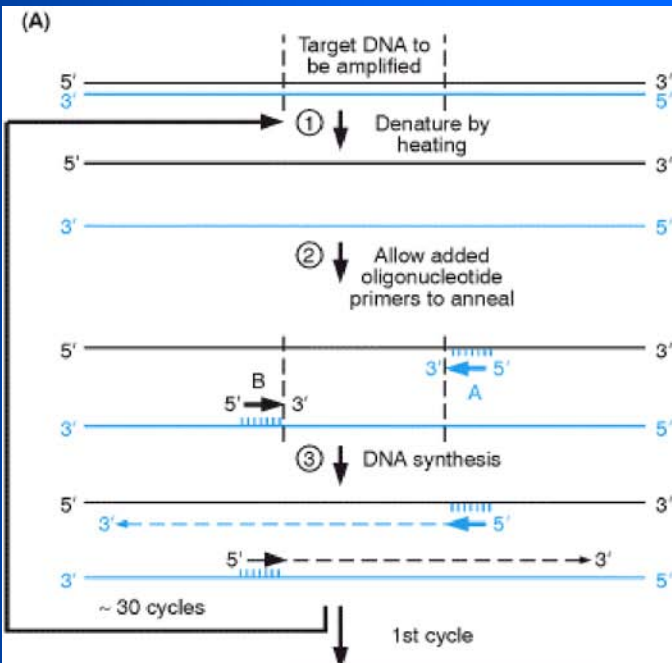 (A)
Target DNA to
be amplified
5′ 3′
3′ 5′
① Denature by
heating
5′ 3′
3′ 5′
② Allow added
oligonucleotide
primers to anneal
5′ 3′
3′ 5′
B A
5′ 3′
3′ 5′
③ DNA synthesis
5′ 3′
3′ 5′
5′ 3′
3′ 5′
~ 30 cycles
1st cycle